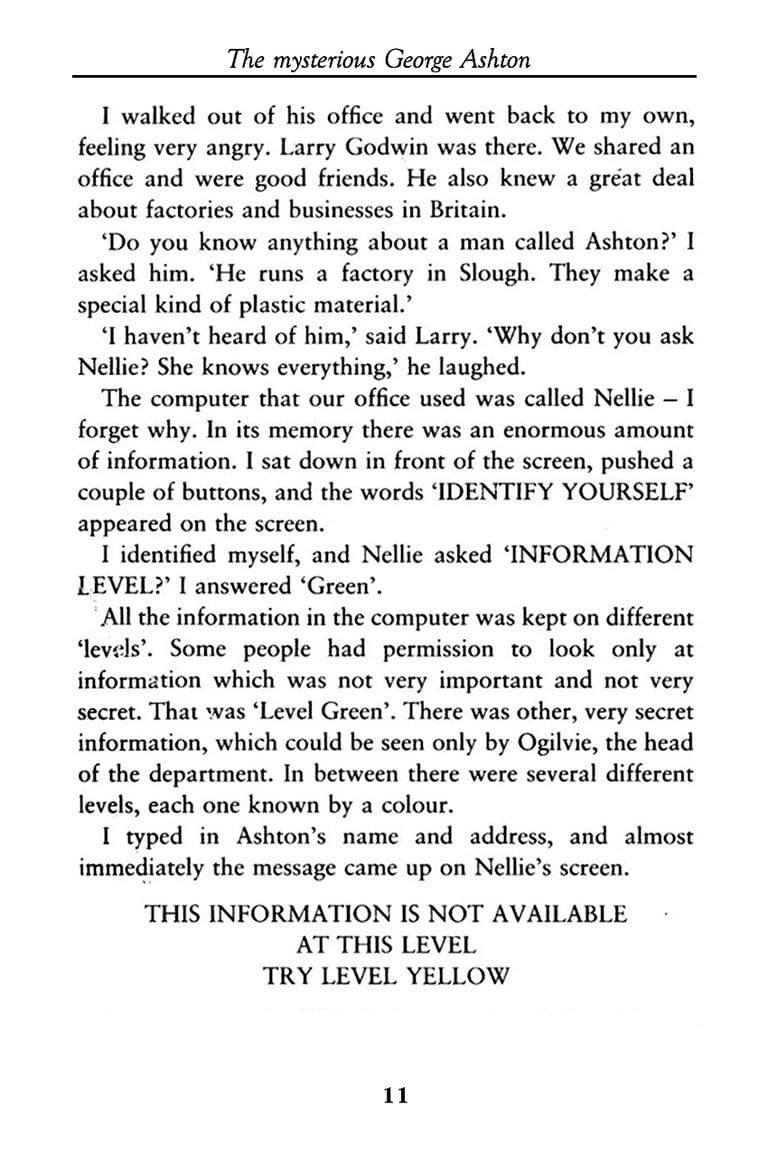 The mysterious George Ashton
I walked out of his office and went back to my own,
feeling very angry. Larry Godwin was there. We shared an
office and were good friends. He also knew a great deal
about factories and businesses in Britain.
‘Do you know anything about a man called Ashton?’ I
asked him. ‘He runs a factory in Slough. They make a
special kind of plastic material.’
‘I haven’t heard of him,’ said Larry. ‘Why don’t you ask
Nellie? She knows everything,’ he laughed.
The computer that our office used was called Nellie – I
forget why. In its memory there was an enormous amount
of information. I sat down in front of the screen, pushed a
couple of buttons, and the words ‘IDENTIFY YOURSELF’
appeared on the screen.
I identified myself, and Nellie asked ‘INFORMATION
LEVEL?’ I answered ‘Green’.
All the information in the computer was kept on different
‘levels’. Some people had permission to look only at
information which was not very important and not very
secret. That was ‘Level Green’. There was other, very secret
information, which could be seen only by Ogilvie, the head
of the department. In between there were several different
levels, each one known by a colour.
I typed in Ashton’s name and address, and almost
immediately the message came up on Nellie’s screen.
THIS INFORMATION IS NOT AVAILABLE
AT THIS LEVEL
TRY LEVEL YELLOW
11